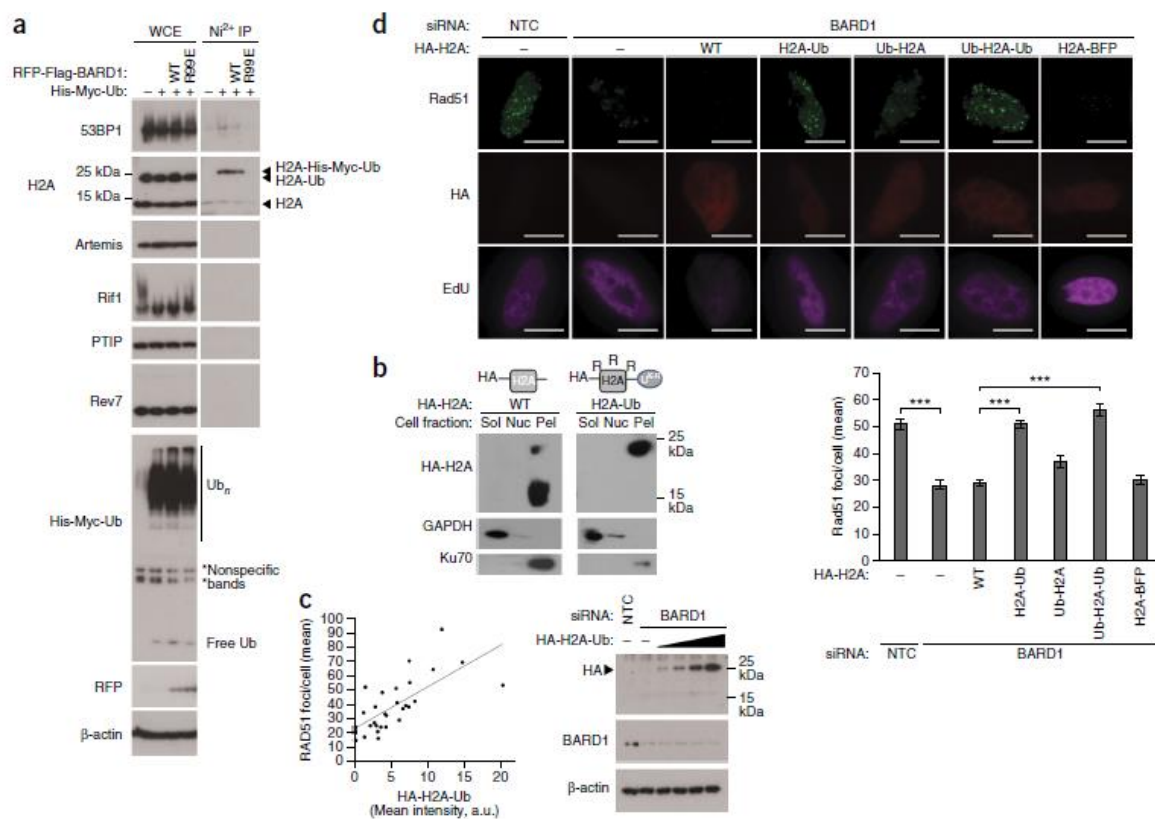 a
WCE
Ni2+ IP
RFP-Flag-BARD1:
WT
R99E
WT
R99E
His-Myc-Ub:
– + + +
– + + +
53BP1
H2A
25 kDa
15 kDa
H2A-His-Myc-Ub
H2A-Ub
H2A
Artemis
Rif1
PTIP
Rev7
His-Myc-Ub
Ubn
*Nonspecific
*bands
Free Ub
RFP
β-actin
d
siRNA:
NTC
BARD1
HA-H2A:
–
–
WT
H2A-Ub
Ub-H2A
Ub-H2A-Ub
H2A-BFP
Rad51
HA
EdU
b
HA
H2A
R
R
R
HA
H2A
HA-H2A:
WT
H2A-Ub
Cell fraction:
Sol Nuc Pel
Sol Nuc Pel
HA-H2A
25
kDa
15
kDa
GAPDH
Ku70
Rad51 foci/cell (mean)
70
60
50
40
30
20
10
0
***
***
***
HA-H2A:
–
–
WT
H2A-Ub
Ub-H2A
Ub-H2A-Ub
H2A-BFP
siRNA:
NTC
BARD1
c
RAD51 foci/cell (mean)
100
90
80
70
60
50
40
30
20
10
0
0
5
10
15
20
HA-H2A-Ub
(Mean intensity, a.u.)
siRNA:
NTC
BARD1
HA-H2A-Ub:
– –
HA
25
kDa
15
kDa
BARD1
β-actin